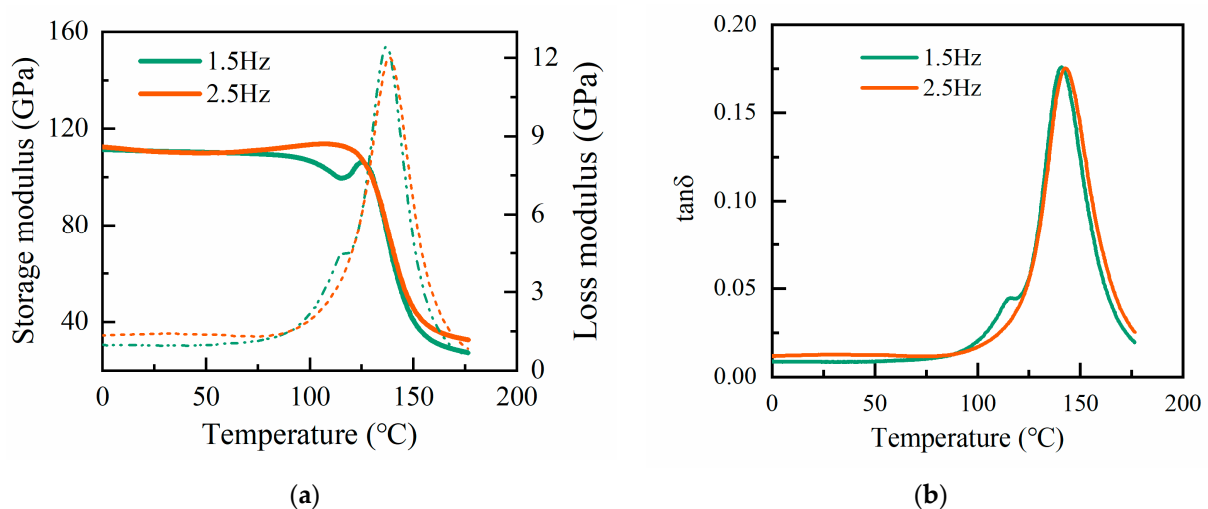 160
120
80
40
0
50
100
150
200
12
9
6
3
0
Storage modulus (GPa)
Loss modulus (GPa)
Temperature (℃)
1.5Hz
2.5Hz
(a)
0.20
0.15
0.10
0.05
0.00
0
50
100
150
200
tanδ
Temperature (℃)
1.5Hz
2.5Hz
(b)